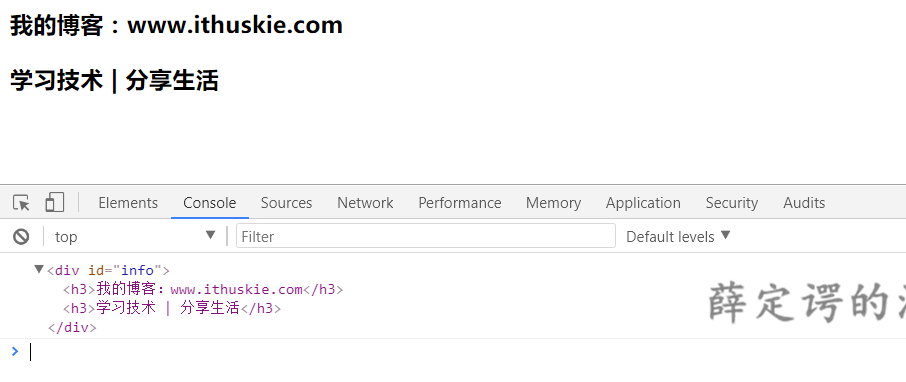 我的博客：www.ithuskie.com
学习技术 | 分享生活
Elements Console Sources Network Performance Memory Application Security Audits
top Filter Default levels
<div id="info">
<h3>我的博客：www.ithuskie.com</h3>
<h3>学习技术 | 分享生活</h3>
</div>
薛定谔的